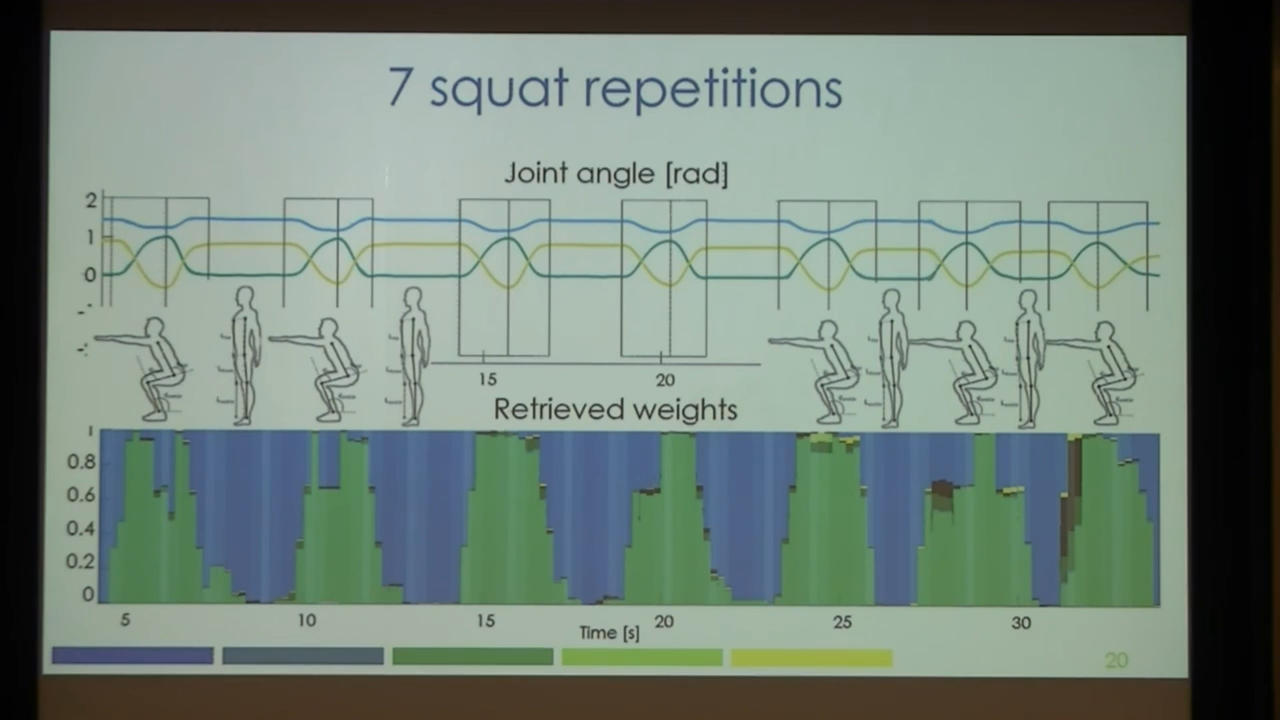 7 squat repetitions
Joint angle [rad]
2
1
0
15 20
Retrieved weights
1
0.8
0.6
0.4
0.2
0
5 10 15 20 25 30
Time [s]
20